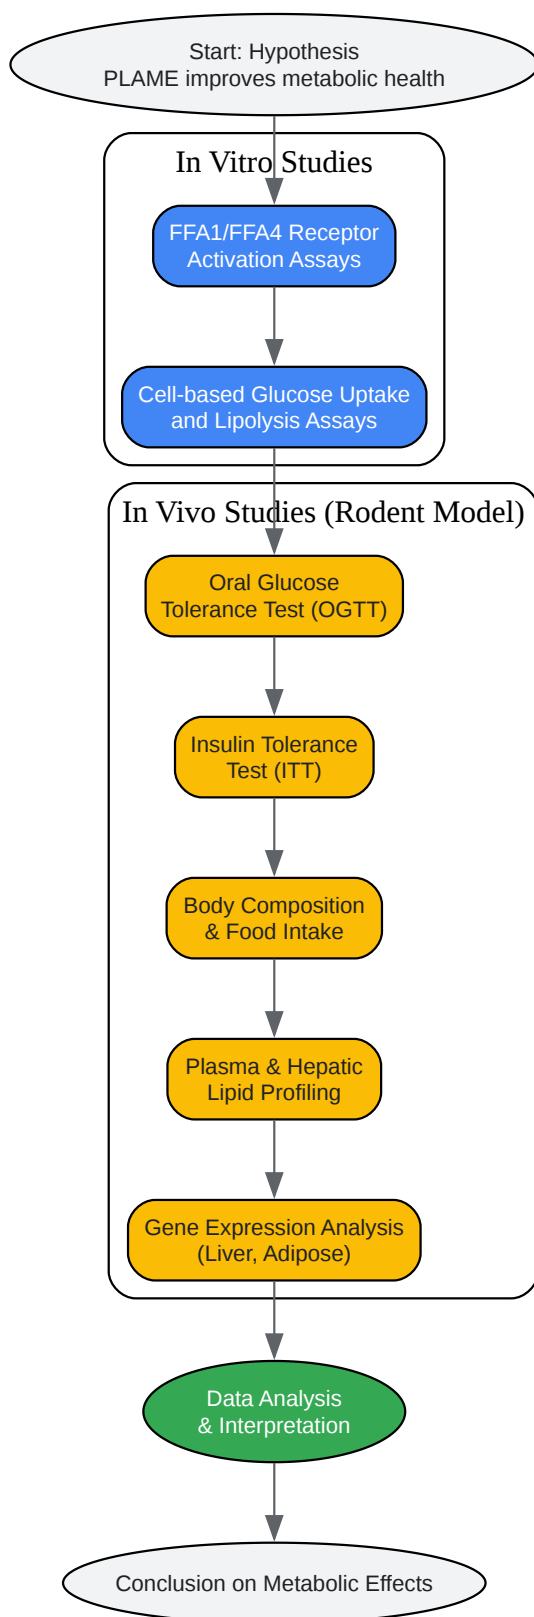 Start: Hypothesis
PLAME improves metabolic health
In Vitro Studies
FFA1/FFA4 Receptor
Activation Assays
Cell-based Glucose Uptake
and Lipolysis Assays
In Vivo Studies (Rodent Model)
Oral Glucose
Tolerance Test (OGTT)
Insulin Tolerance
Test (ITT)
Body Composition
& Food Intake
Plasma & Hepatic
Lipid Profiling
Gene Expression Analysis
(Liver, Adipose)
Data Analysis
& Interpretation
Conclusion on Metabolic Effects